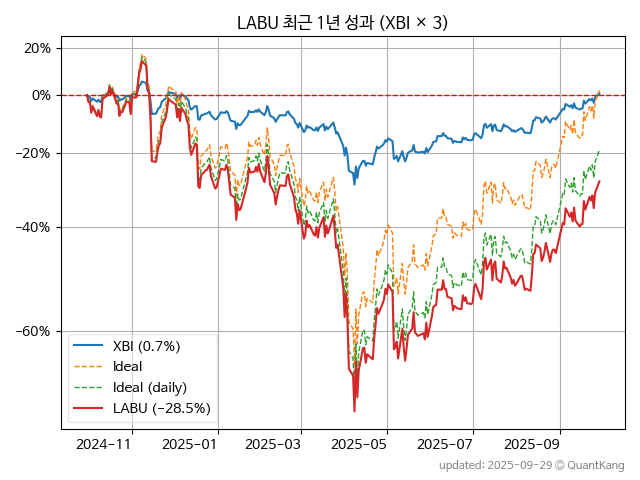 LABU 최근 1년 성과 (XBI × 3)
20%
0%
−20%
−40%
−60%
XBI (0.7%)
Ideal
Ideal (daily)
LABU (−28.5%)
2024−11
2025−01
2025−03
2025−05
2025−07
2025−09
updated: 2025−09−29 © QuantKang